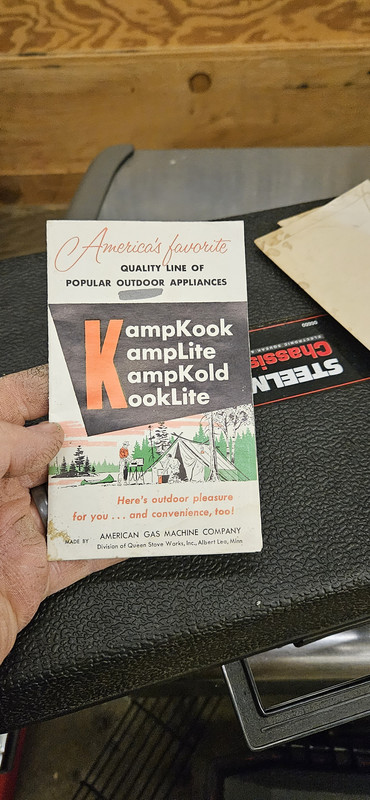 America's favorite
QUALITY LINE OF
POPULAR OUTDOOR APPLIANCES
KampKook
KampLite
KampKold
KookLite
Here's outdoor pleasure
for you ... and convenience, too!
MADE BY AMERICAN GAS MACHINE COMPANY
Division of Queen Stove Works, Inc., Albert Lea, Minn
Chassis